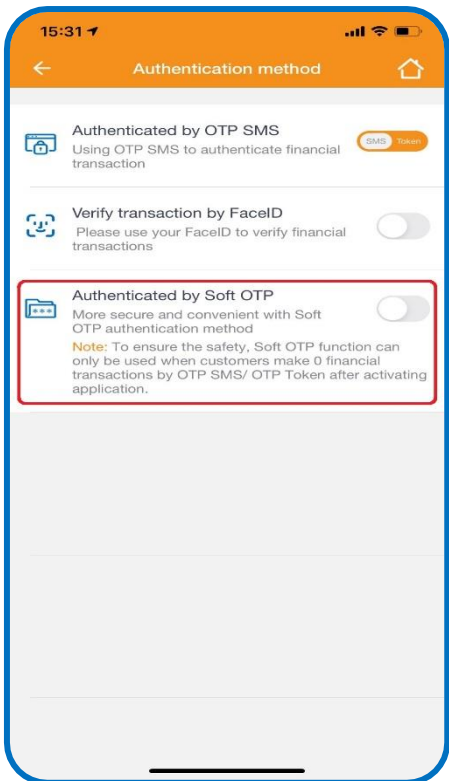 15:31
Authentication method
Authenticated by OTP SMS
Using OTP SMS to authenticate financial
transaction
SMS Token
Verify transaction by FaceID
Please use your FaceID to verify financial
transactions
Authenticated by Soft OTP
More secure and convenient with Soft
OTP authentication method
Note: To ensure the safety, Soft OTP function can
only be used when customers make 0 financial
transactions by OTP SMS/ OTP Token after activating
application.